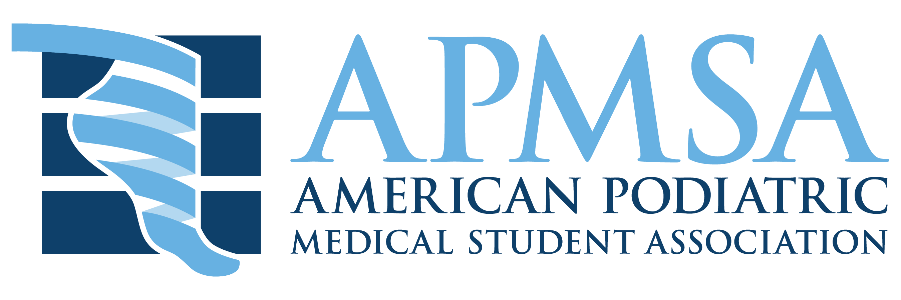 APMSA
AMERICAN PODIATRIC
MEDICAL STUDENT ASSOCIATION